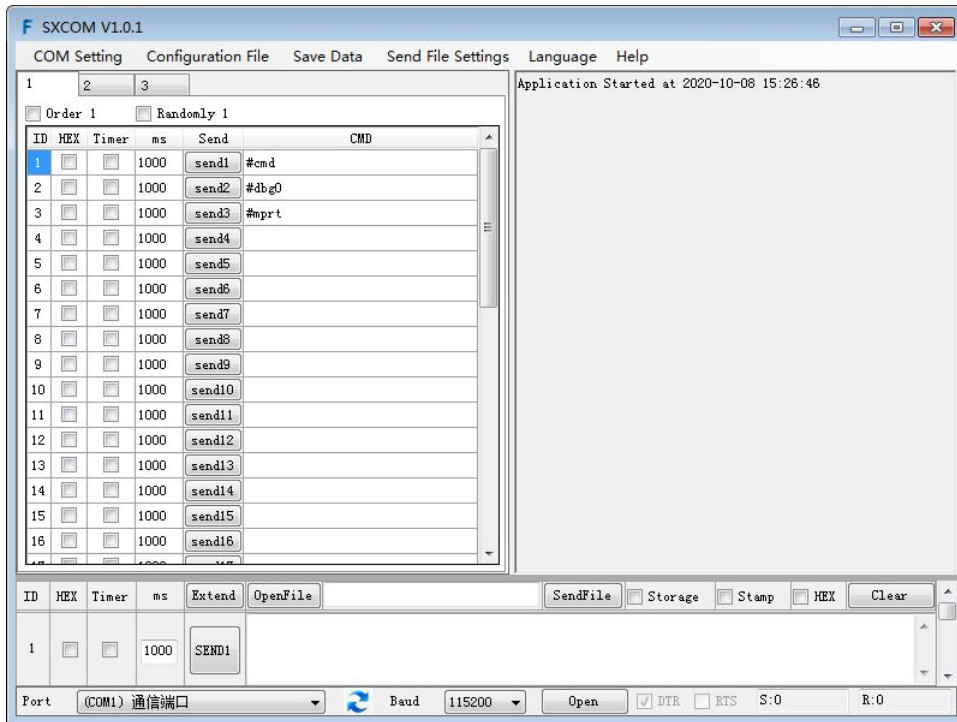 F SXCOM V1.0.1
COM Setting Configuration File Save Data Send File Settings Language Help
1 2 3
Order 1 Randomly 1
ID HEX Timer ms Send CMD
1 1000 send1 #cmd
2 1000 send2 #dbg0
3 1000 send3 #mprt
4 1000 send4
5 1000 send5
6 1000 send6
7 1000 send7
8 1000 send8
9 1000 send9
10 1000 send10
11 1000 send11
12 1000 send12
13 1000 send13
14 1000 send14
15 1000 send15
16 1000 send16
Application Started at 2020-10-08 15:26:46
ID HEX Timer ms Extend OpenFile SendFile Storage Stamp HEX Clear
1 1000 SEND1
Port (COM1) 通信端口 Baud 115200 Open DTR RTS S:0 R:0